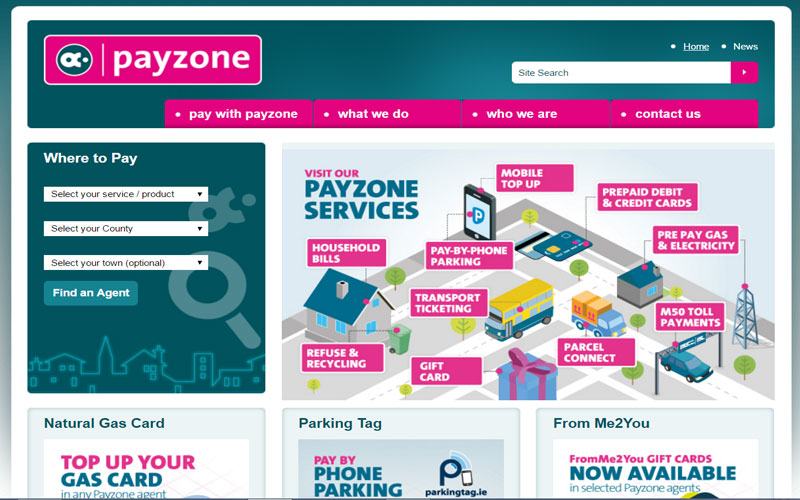 payzone
Home
News
Site Search
pay with payzone
what we do
who we are
contact us
Where to Pay
Select your service / product
Select your County
Select your town (optional)
Find an Agent
VISIT OUR
PAYZONE
SERVICES
MOBILE
TOP UP
PREPAID DEBIT
& CREDIT CARDS
HOUSEHOLD
BILLS
PAY-BY-PHONE
PARKING
PRE PAY GAS
& ELECTRICITY
TRANSPORT
TICKETING
M50 TOLL
PAYMENTS
REFUSE &
RECYCLING
GIFT
CARD
PARCEL
CONNECT
Natural Gas Card
TOP UP YOUR
GAS CARD
in any Payzone agent
Parking Tag
PAY BY
PHONE
PARKING
parkingtag.ie
From Me2You
FromMe2You GIFT CARDS
NOW AVAILABLE
in selected Payzone agents